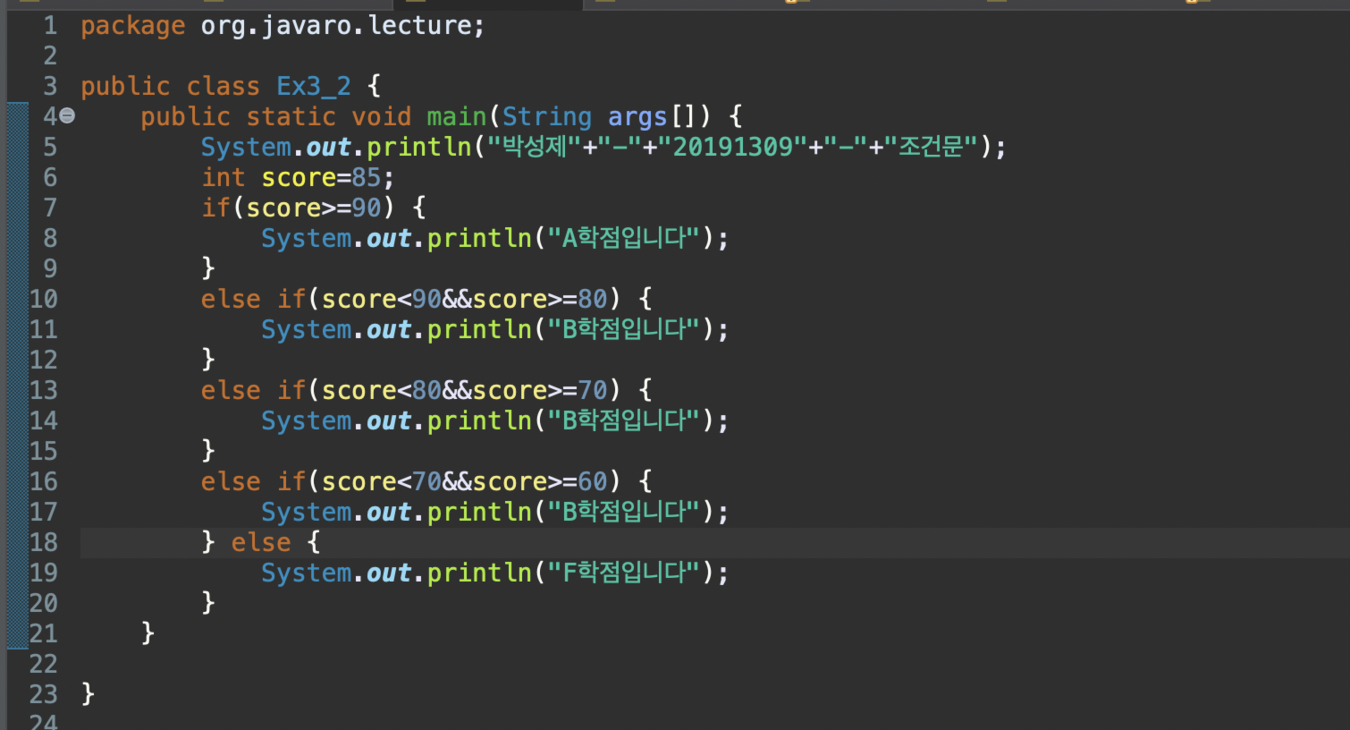 1 package org.javaro.lecture;
2
3 public class Ex3_2 {
4 public static void main(String args[]) {
5 System.out.println("박성제"+"-"+"20191309"+"-"+"조건문");
6 int score=85;
7 if(score>=90) {
8 System.out.println("A학점입니다");
9 }
10 else if(score<90&&score>=80) {
11 System.out.println("B학점입니다");
12 }
13 else if(score<80&&score>=70) {
14 System.out.println("B학점입니다");
15 }
16 else if(score<70&&score>=60) {
17 System.out.println("B학점입니다");
18 } else {
19 System.out.println("F학점입니다");
20 }
21 }
22
23 }
24